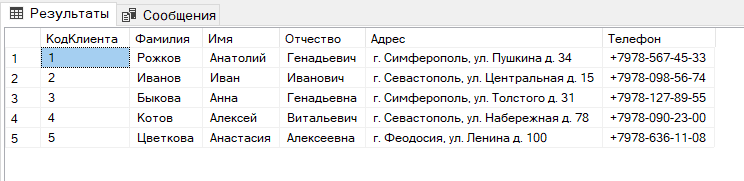 Результаты Сообщения
КодКлиента Фамилия Имя Отчество Адрес Телефон
1 1 Рожков Анатолий Генадьевич г. Симферополь, ул. Пушкина д. 34 +7978-567-45-33
2 2 Иванов Иван Иванович г. Севастополь, ул. Центральная д. 15 +7978-098-56-74
3 3 Быкова Анна Генадьевна г. Симферополь, ул. Толстого д. 31 +7978-127-89-55
4 4 Котов Алексей Витальевич г. Севастополь, ул. Набережная д. 78 +7978-090-23-00
5 5 Цветкова Анастасия Алексеевна г. Феодосия, ул. Ленина д. 100 +7978-636-11-08